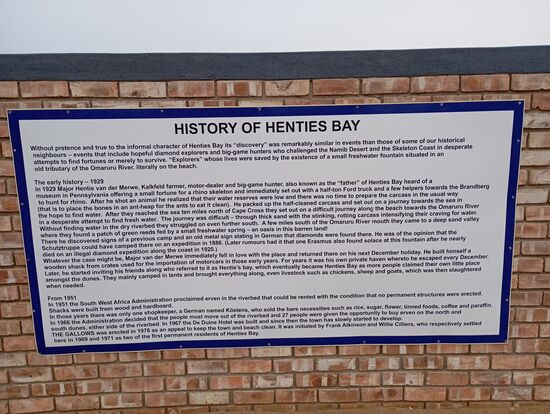 HISTORY OF HENTIES BAY
Without pretence and true to the informal character of Henties Bay its "discovery" was remarkably similar in events than those of some of our historical
neighbours – events that include hopeful diamond explorers and big-game hunters who challenged the Namib Desert and the Skeleton Coast in desperate
attempts to find fortunes or merely to survive. "Explorers" whose lives were saved by the existence of a small freshwater fountain situated in an
old tributary of the Omaruru River, literally on the beach.
The early history – 1929
In 1929 Major Hentie van der Merwe, Kalkfeld farmer, motor-dealer and big-game hunter, also known as the "father" of Henties Bay heard of a
museum in Pennsylvania offering a small fortune for a rhino skeleton and immediately set out with a half-ton Ford truck and a few helpers towards the Brandberg
to hunt for rhino. After he shot an animal he realized that their water reserves were low and there was no time to prepare the carcass in the usual way
(that is to place the bones in an ant-heap for the ants to eat it clean). He packed up the half-cleaned carcass and set out on a journey towards the sea in
the hope to find water. After they reached the sea ten miles north of Cape Cross they set out on a difficult journey along the beach towards the Omaruru River
in a desperate attempt to find fresh water. The journey was difficult – through thick sand with the stinking, rotting carcass intensifying their craving for water.
Without finding water in the dry riverbed they struggled on even further south. A few miles south of the Omaruru River mouth they came to a deep sand valley
where they found a patch of green reeds fed by a small freshwater spring – an oasis in this barren land!
There he discovered signs of a previous camp and an old metal sign stating in German that diamonds were found there. He was of the opinion that the
Schutztruppe could have camped there on an expedition in 1886. (Later rumours had it that one Erasmus also found solace at this fountain after he nearly
died on an illegal diamond expedition along the coast in 1929.)
Whatever the case might be, Major van der Merwe immediately fell in love with the place and returned there on his next December holiday. He built himself a
wooden shack from crates used for the importation of motorcars in those early years. For years it was his own private haven whereto he escaped every December.
Later, he started inviting his friends along who referred to it as Hentie's bay, which eventually became Henties Bay as more people claimed their own little place
amongst the dunes. They mainly camped in tents and brought everything along, even livestock such as chickens, sheep and goats, which was then slaughtered
when needed.
From 1951
In 1951 the South West Africa Administration proclaimed erven in the riverbed that could be rented with the condition that no permanent structures were erected.
Shacks were built from wood and hardboard.
In those years there was only one shopkeeper, a German named Köstens, who sold the bare necessities such as rice, sugar, flower, tinned foods, coffee and paraffin.
In 1966 the Administration decided that the people must move out of the riverbed and 27 people were given the opportunity to buy erven on the north and
south dunes, either side of the riverbed. In 1967 the De Duine Hotel was built and since then the town has slowly started to develop.
The GALLOWS was erected in 1978 as an appeal to keep the town and beach clean. It was initiated by Frank Atkinson and Willie Cilliers, who respectively settled
here in 1969 and 1971 as two of the first permanent residents of Henties Bay.